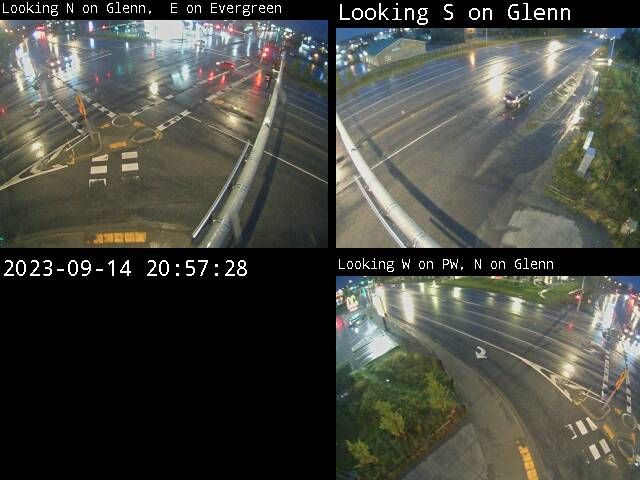 Looking N on Glenn,  E on Evergreen
Looking S on Glenn
2023-09-14 20:57:28
Looking W on PW, N on Glenn